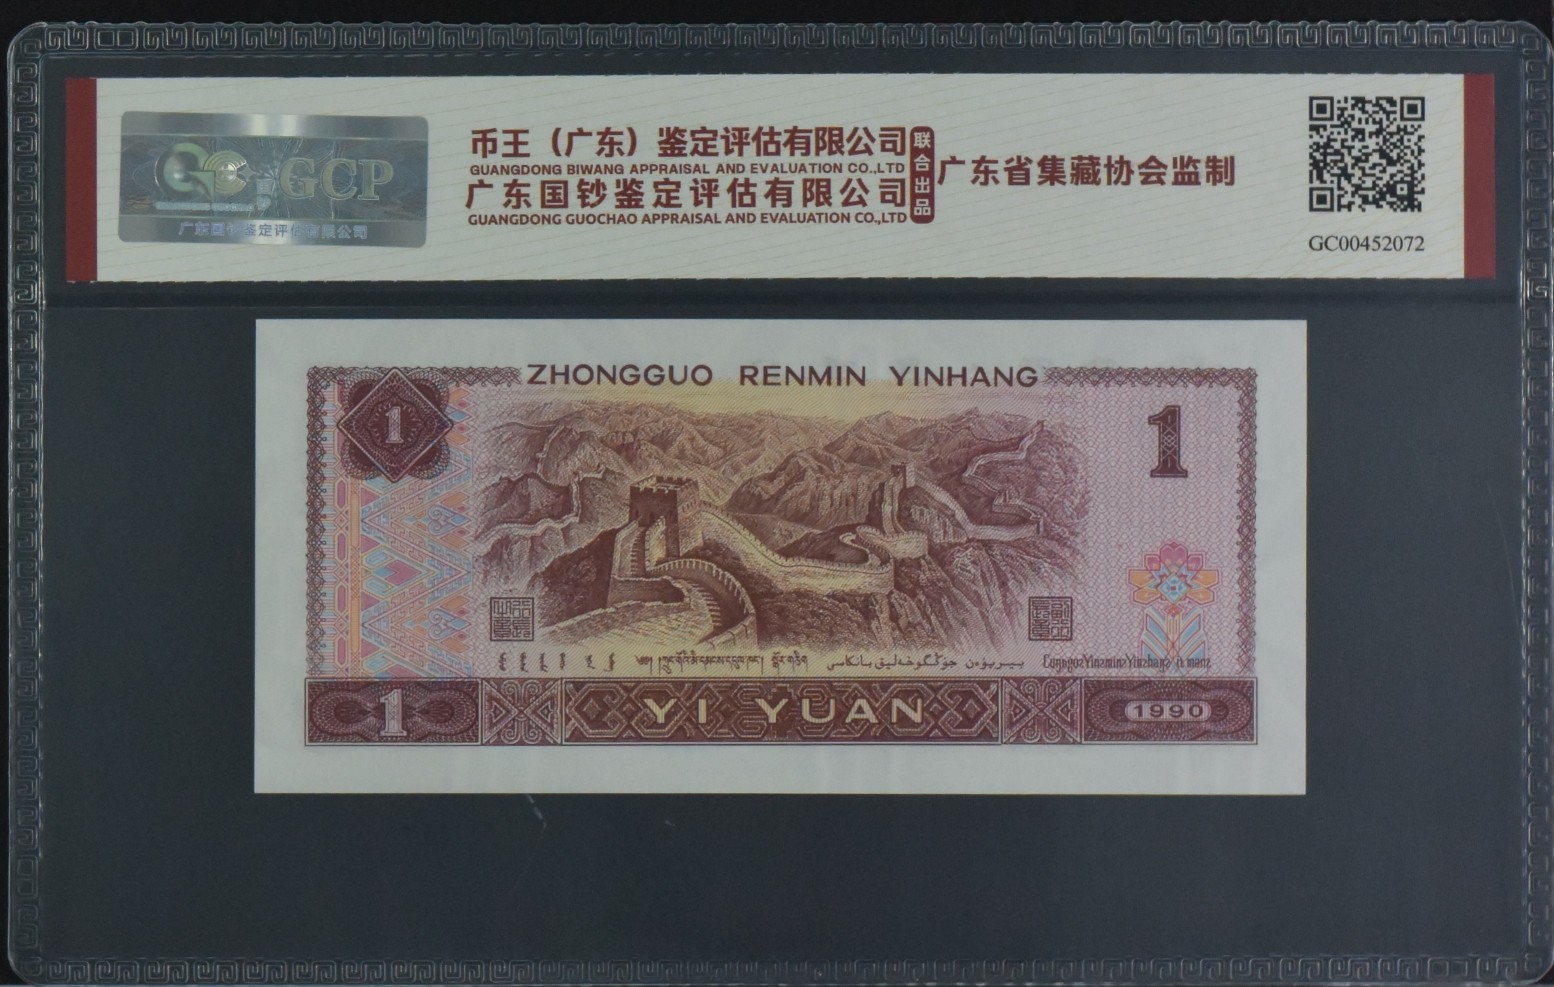 币王（广东）鉴定评估有限公司
GUANGDONG BIWANG APPRAISAL AND EVALUATION CO.,LTD
广东国钞鉴定评估有限公司
GUANGDONG GUOCHAO APPRAISAL AND EVALUATION CO.,LTD
联合出品
广东省集藏协会监制
GC00452072
GCP
广东国钞鉴定评估有限公司
ZHONGGUO RENMIN YINHANG
1
1
CunghgozYinzminzYinzhangz It maenz
1
YI YUAN
1990